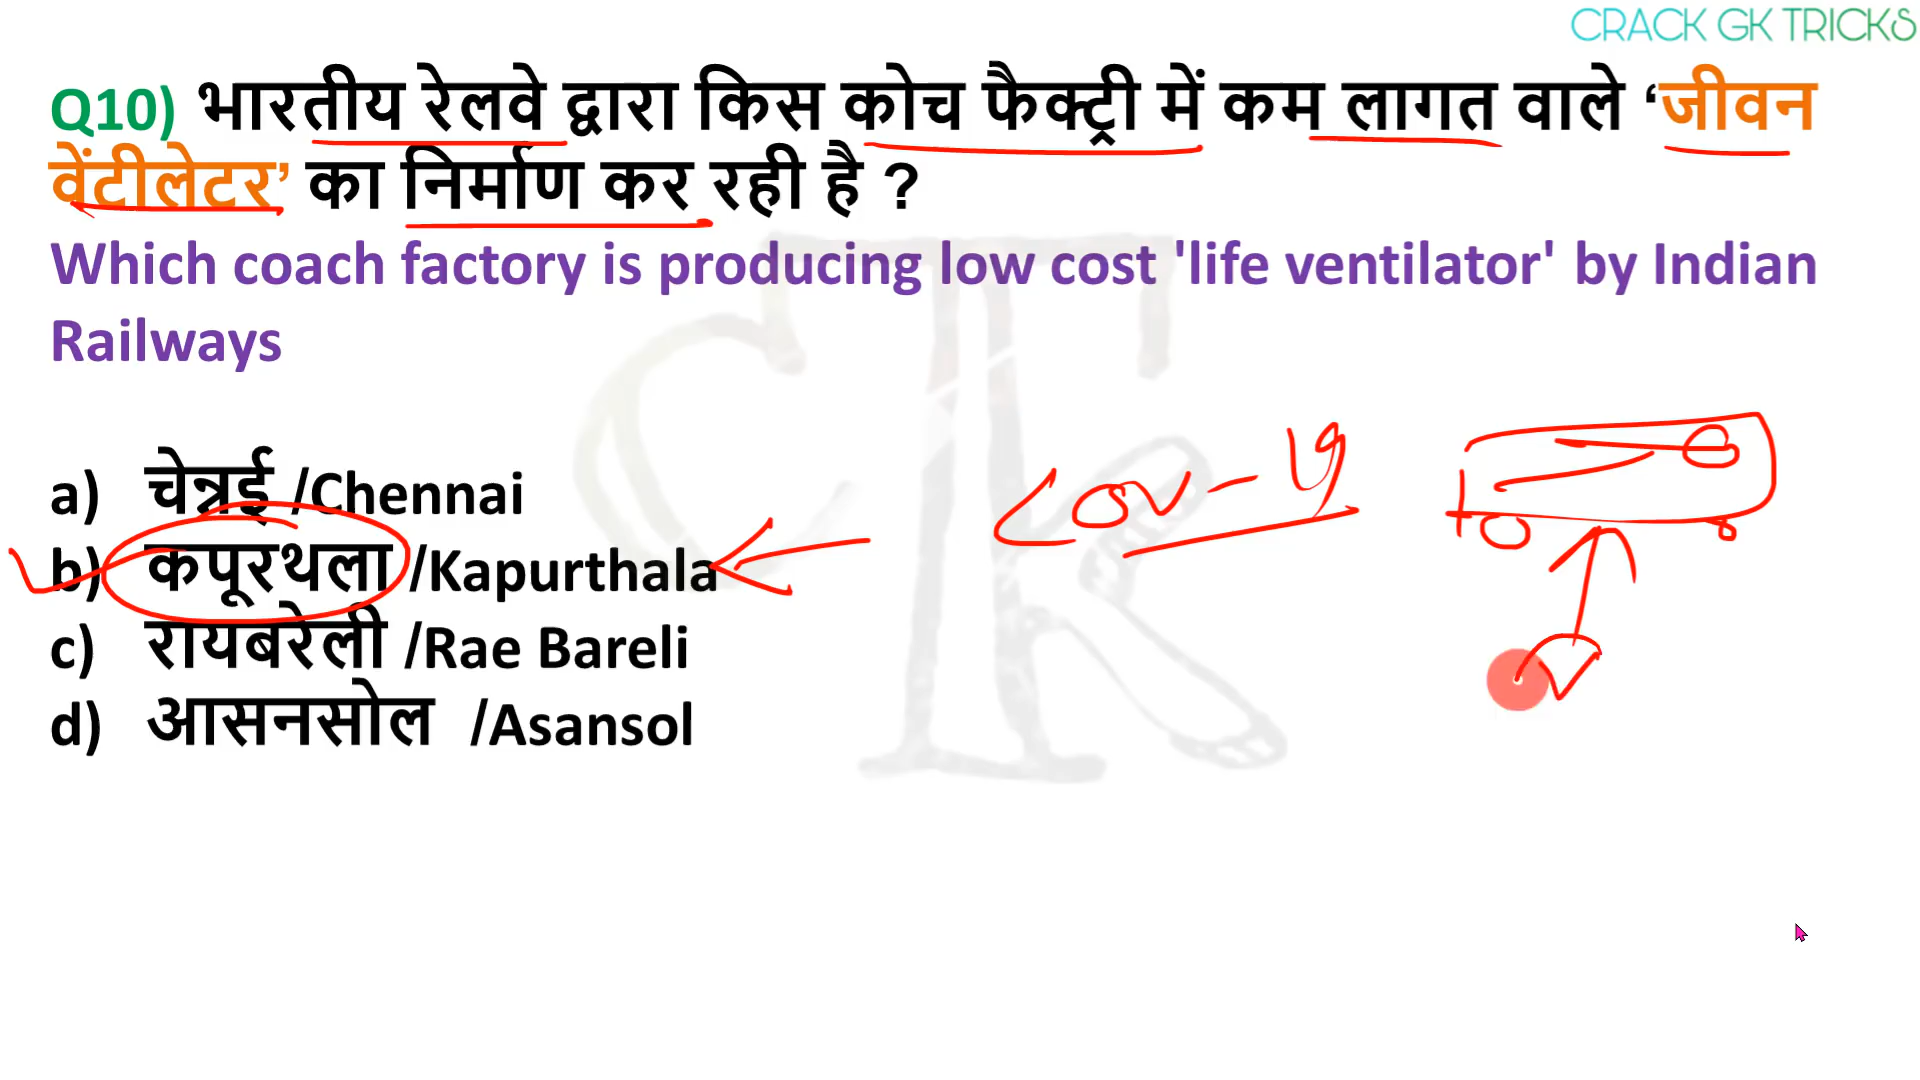 CRACK GK TRICKS
Q10) भारतीय रेलवे द्वारा किस कोच फैक्ट्री में कम लागत वाले ‘जीवन
वेंटीलेटर’ का निर्माण कर रही है ?
Which coach factory is producing low cost 'life ventilator' by Indian
Railways
a) चेन्नई /Chennai
b) कपूरथला /Kapurthala
COV-19
c) रायबरेली /Rae Bareli
d) आसनसोल /Asansol